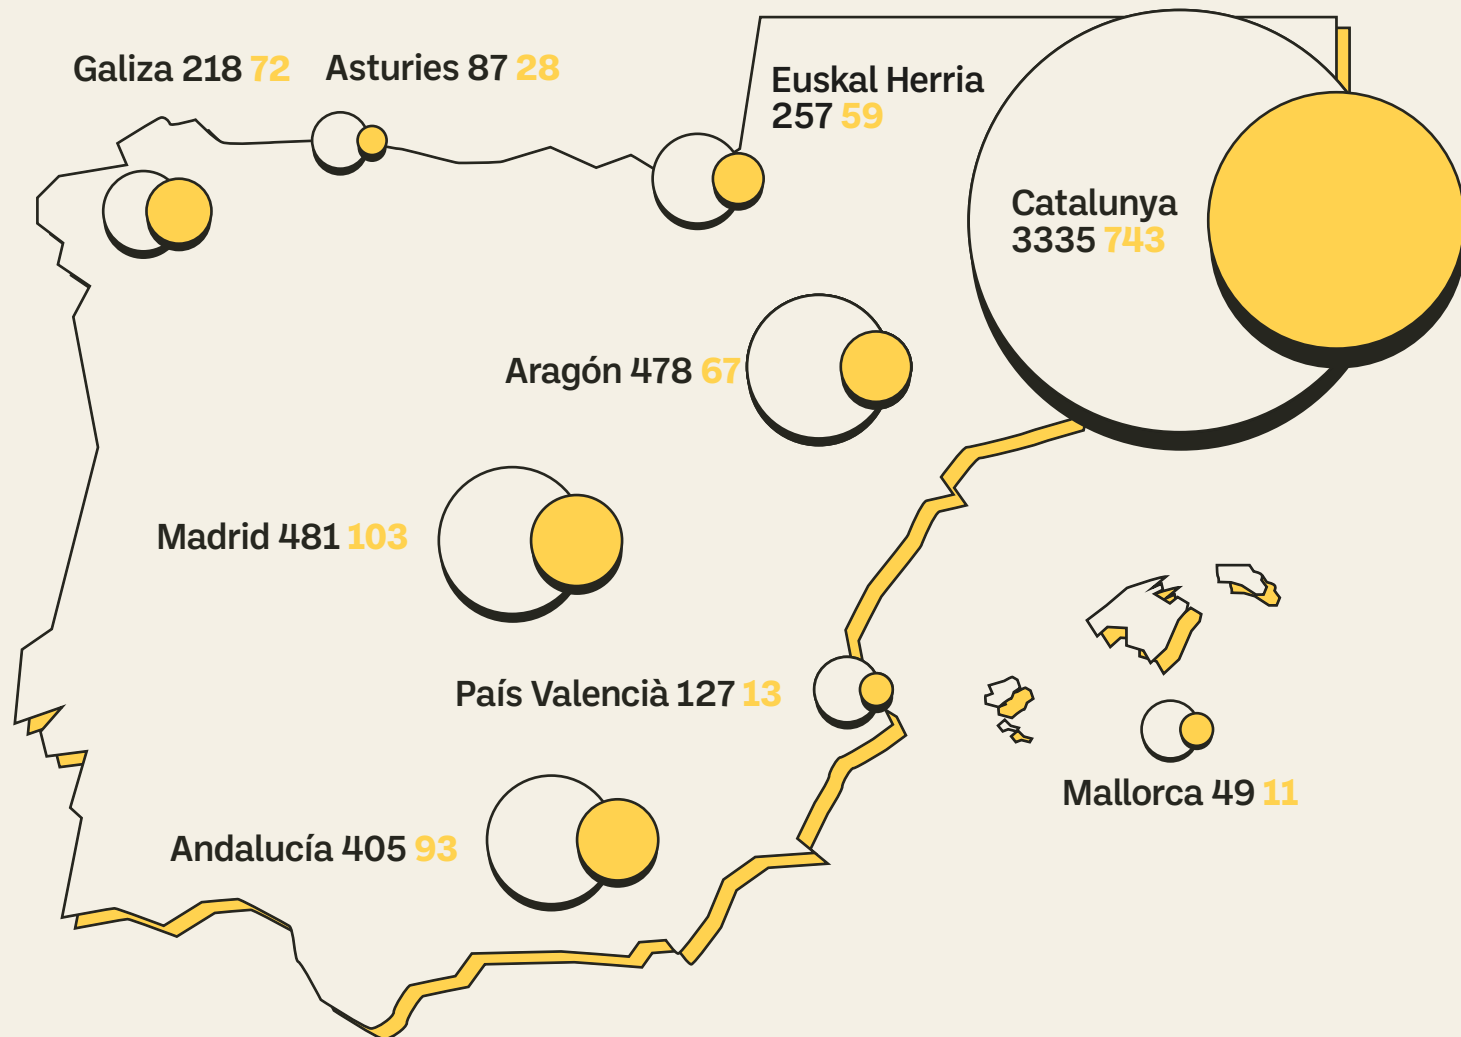 Galiza 218 72
Asturies 87 28
Euskal Herria
257 59
Catalunya
3335 743
Aragón 478 67
Madrid 481 103
País Valencià 127 13
Mallorca 49 11
Andalucía 405 93